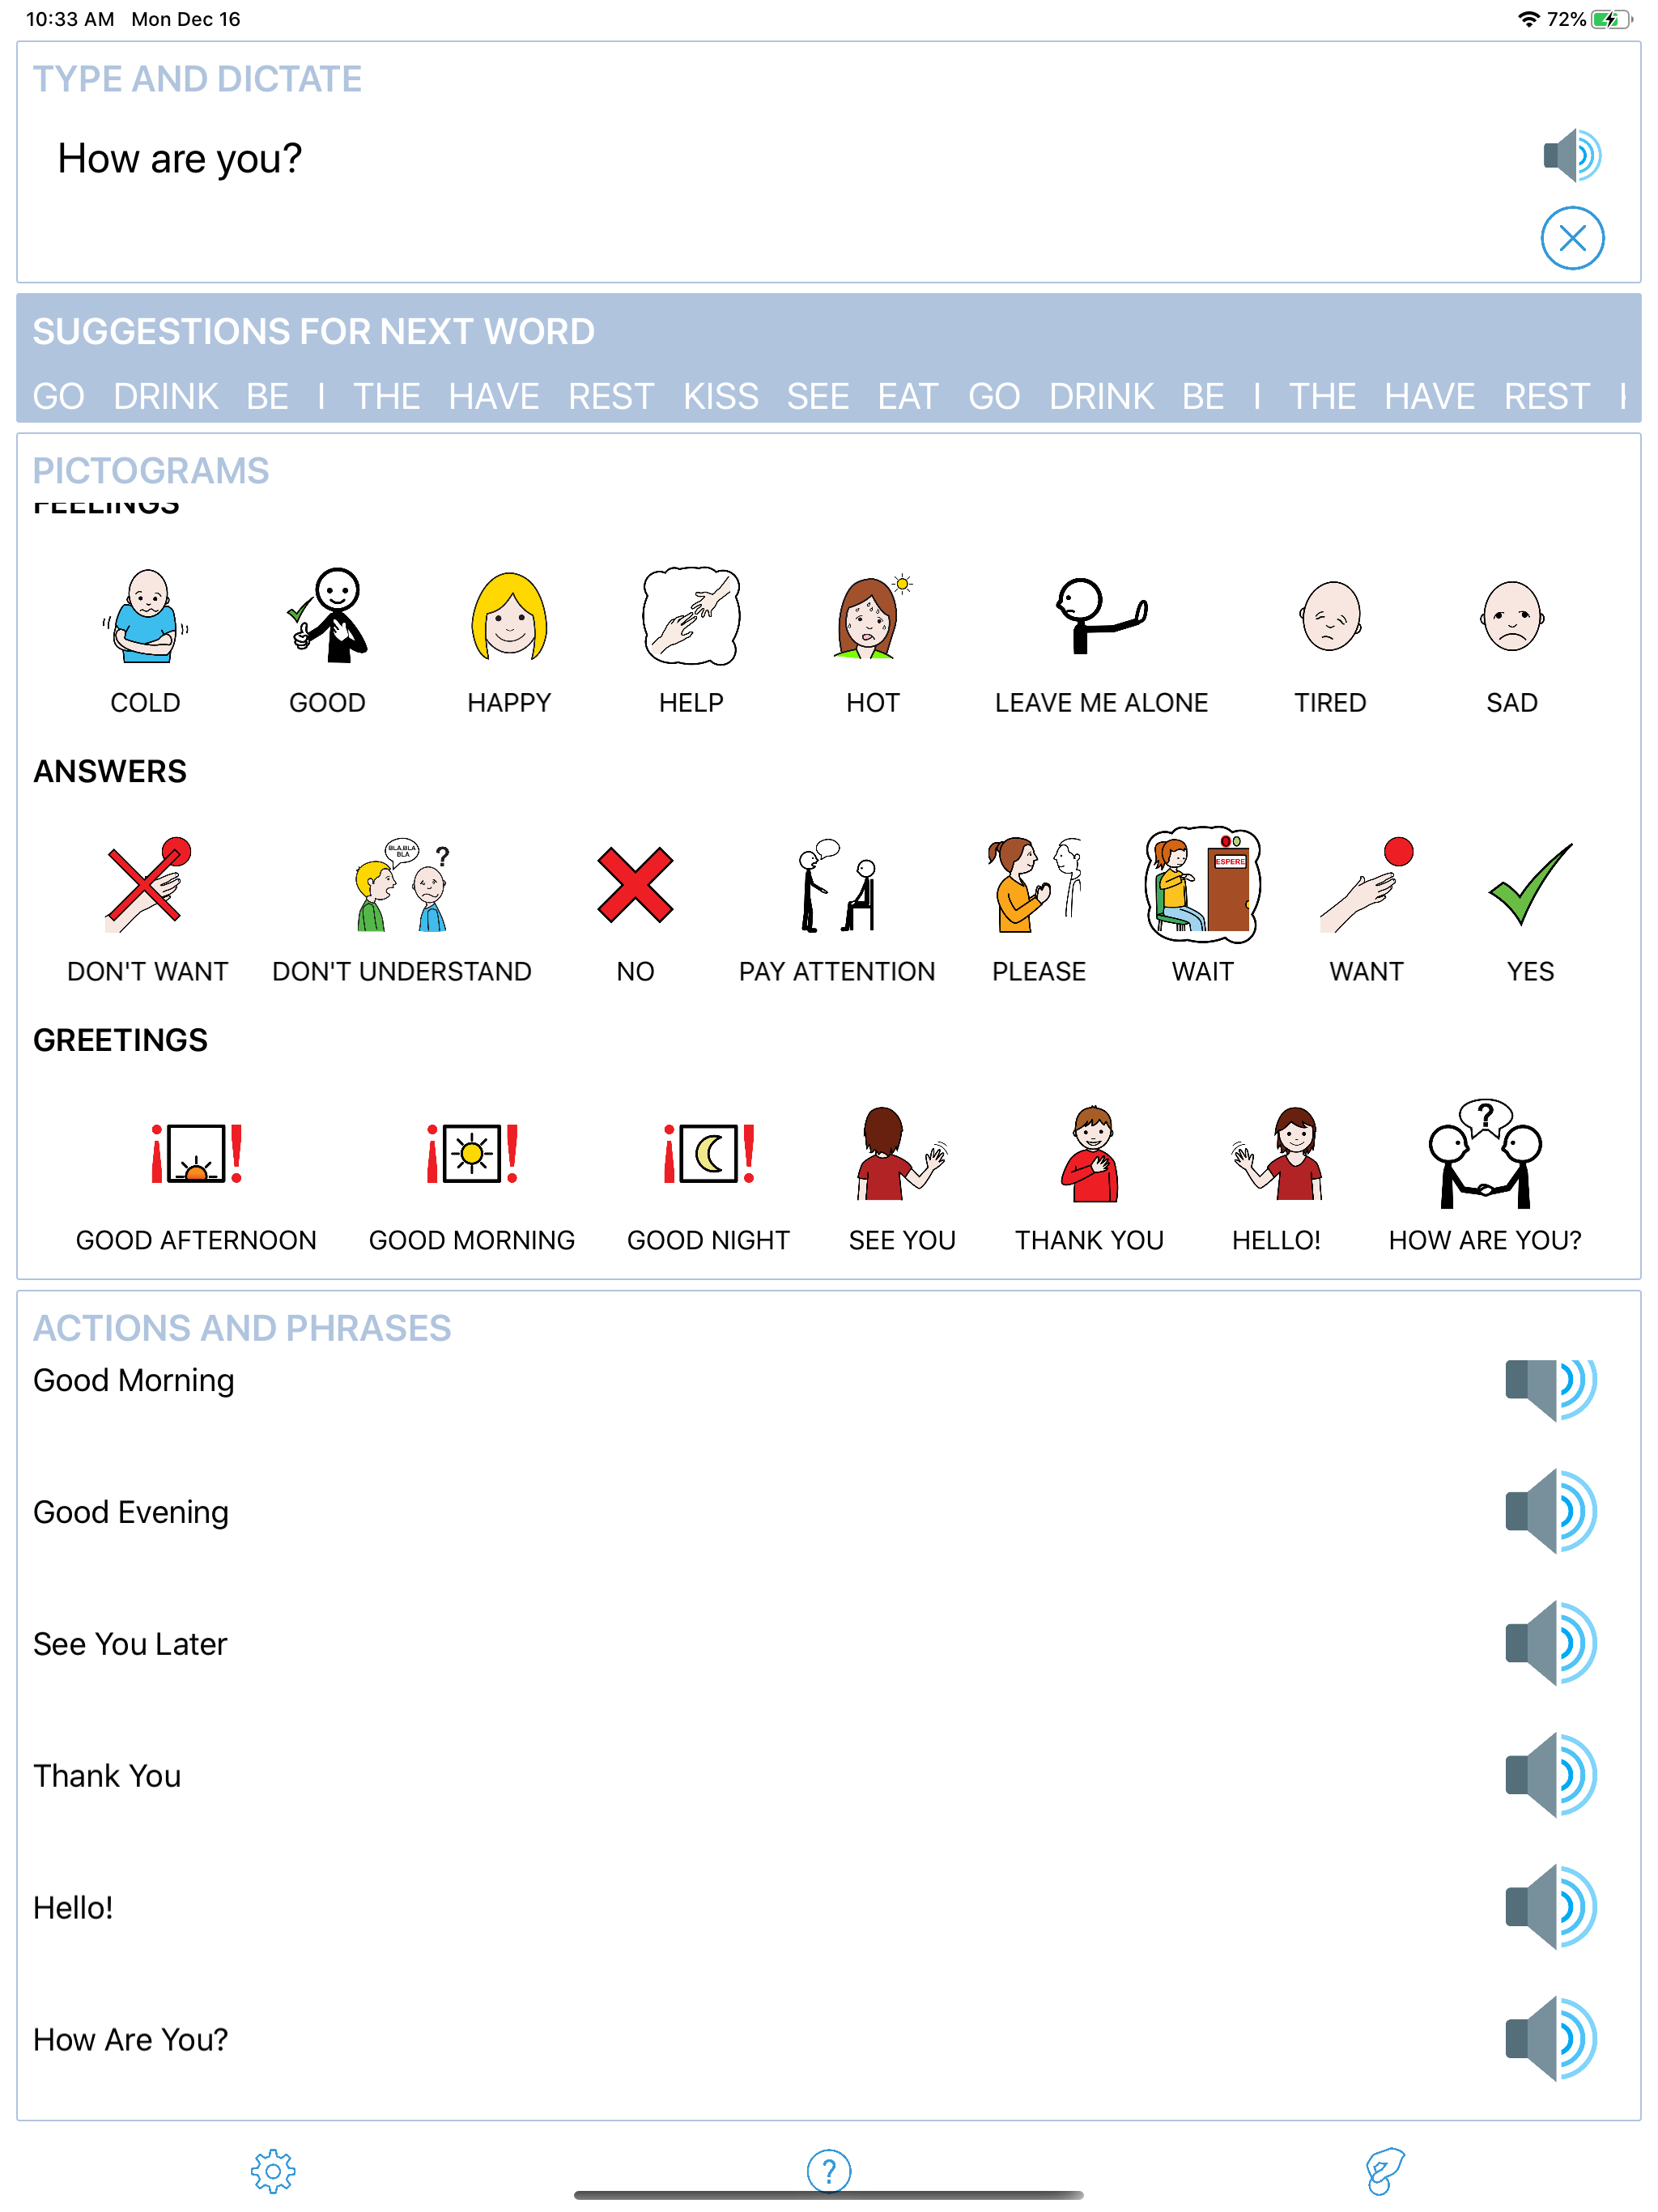 10:33 AM Mon Dec 16
72%
TYPE AND DICTATE
How are you?
SUGGESTIONS FOR NEXT WORD
GO DRINK BE I THE HAVE REST KISS SEE EAT GO DRINK BE I THE HAVE REST
PICTOGRAMS
FEELINGS
COLD GOOD HAPPY HELP HOT LEAVE ME ALONE TIRED SAD
ANSWERS
BLA,BLA
BLA
?
ESPERE
DON'T WANT DON'T UNDERSTAND NO PAY ATTENTION PLEASE WAIT WANT YES
GREETINGS
¡ ! ¡ ! ¡ ! ?
GOOD AFTERNOON GOOD MORNING GOOD NIGHT SEE YOU THANK YOU HELLO! HOW ARE YOU?
ACTIONS AND PHRASES
Good Morning
Good Evening
See You Later
Thank You
Hello!
How Are You?
?